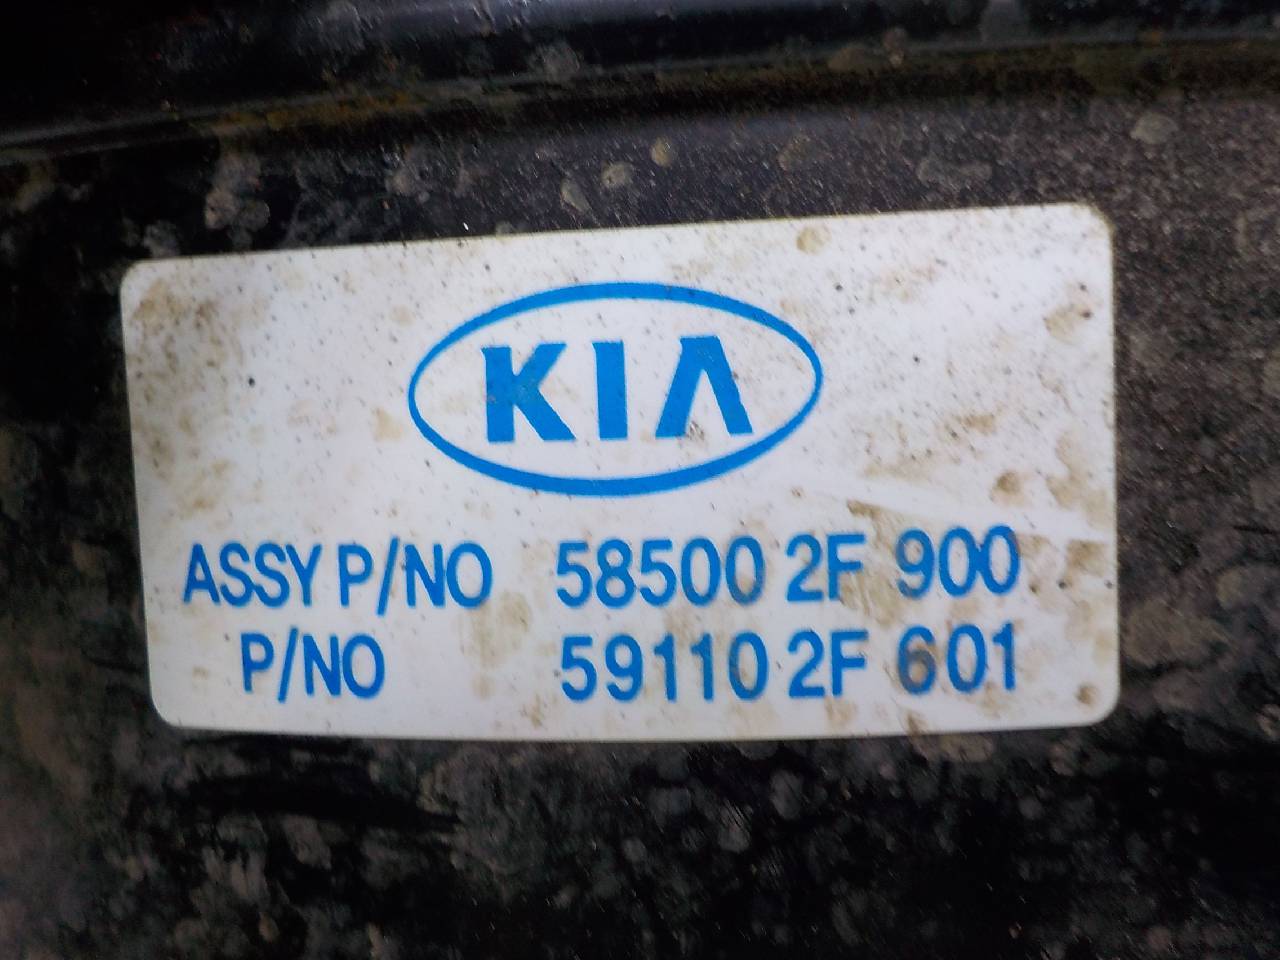 KIA
ASSY P/NO 58500 2F 900
P/NO 59110 2F 601